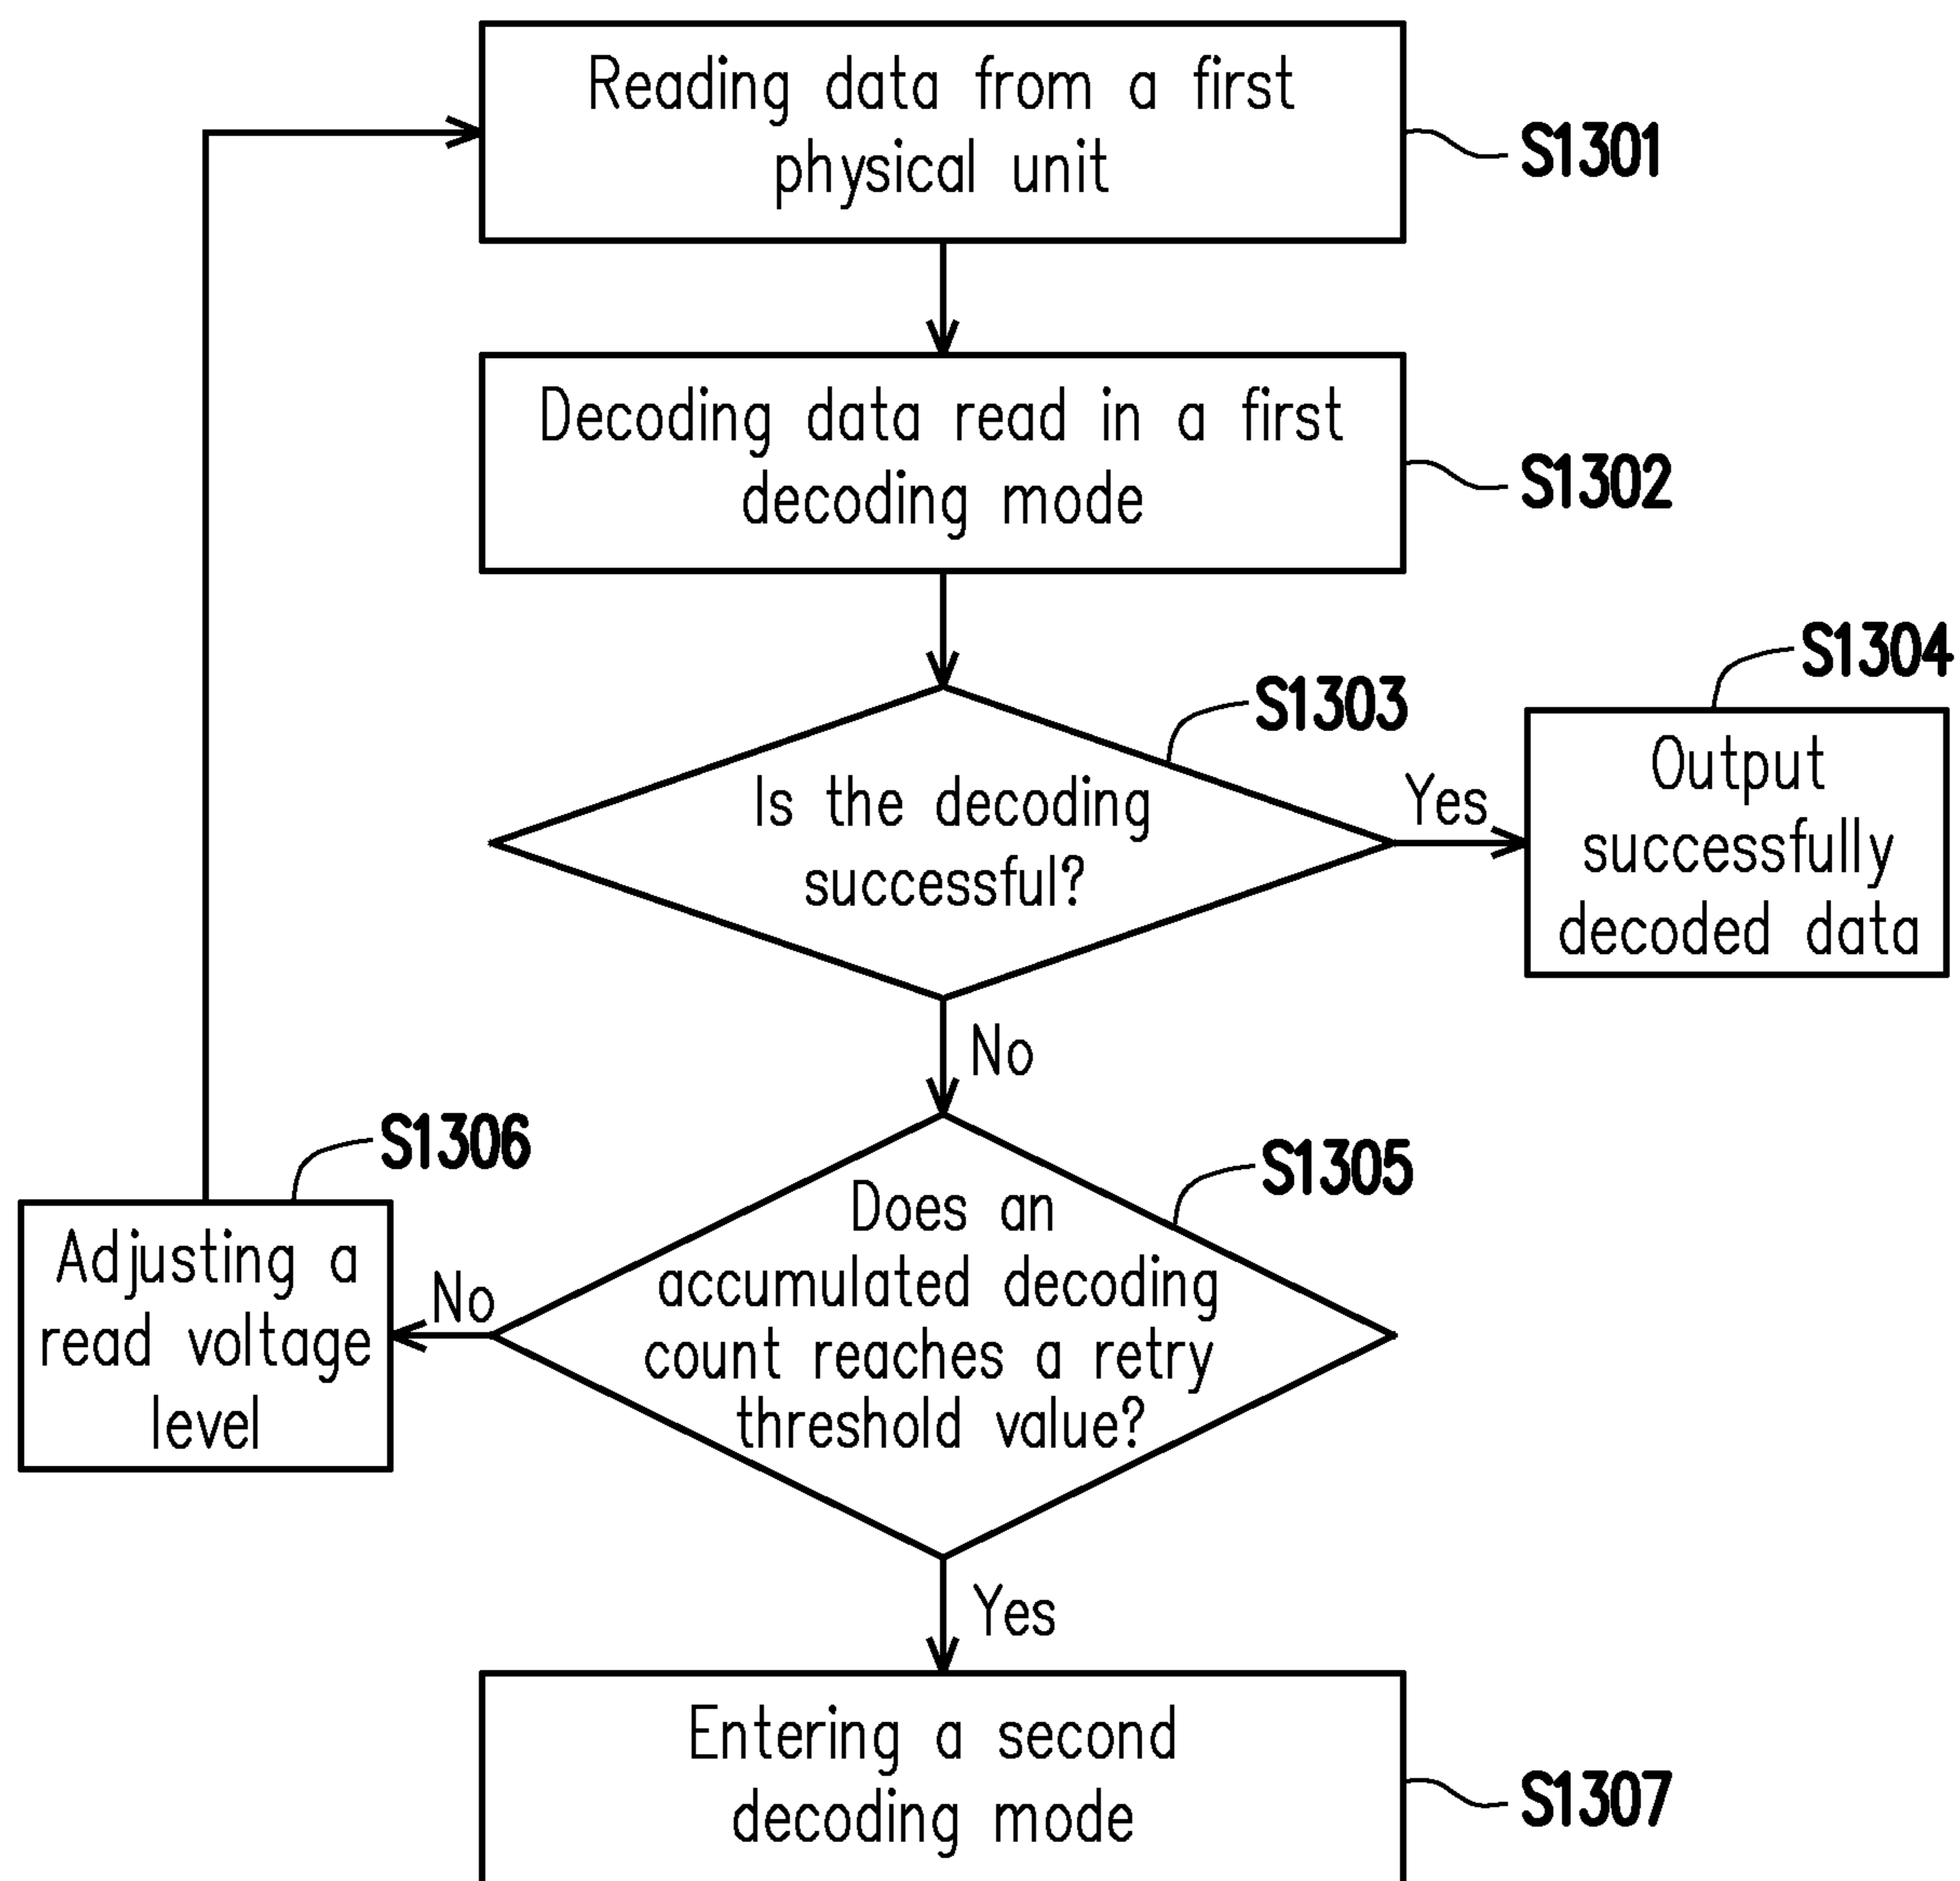 Reading data from a first
physical unit
S1301
Decoding data read in a first
decoding mode
S1302
S1303
Is the decoding
successful?
Yes
S1304
Output
successfully
decoded data
No
S1305
Does an
accumulated decoding
count reaches a retry
threshold value?
No
S1306
Adjusting a
read voltage
level
Yes
Entering a second
decoding mode
S1307